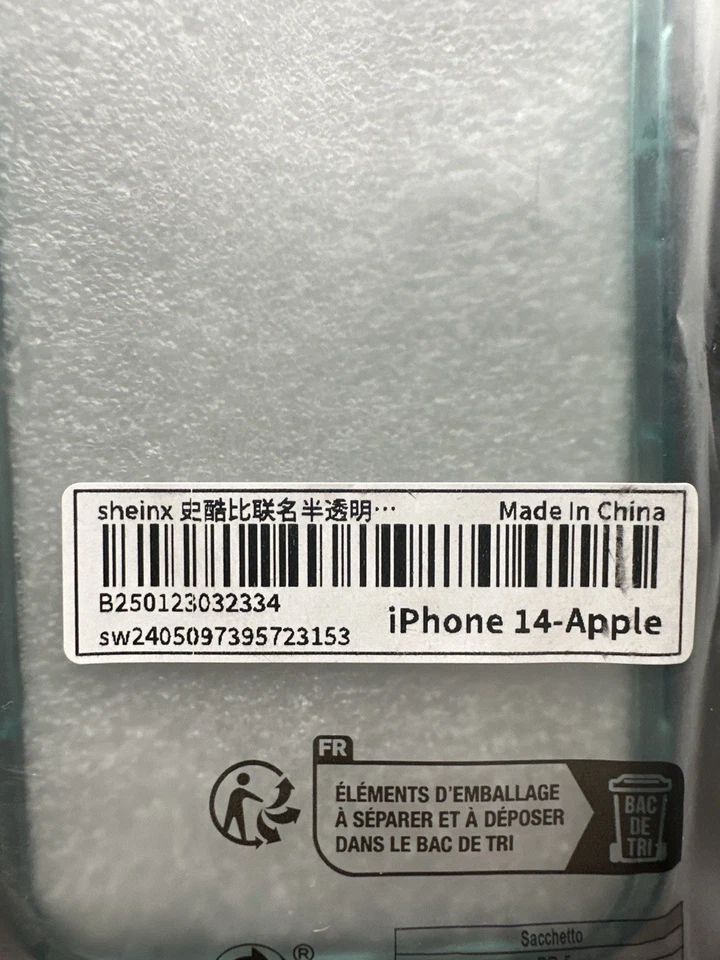 sheinx 史酷比联名半透明… Made In China
B250123032334
sw2405097395723153
iPhone 14-Apple
FR
ÉLÉMENTS D'EMBALLAGE
À SÉPARER ET À DÉPOSER
DANS LE BAC DE TRI
BAC
DE
TRI
®
Sacchetto